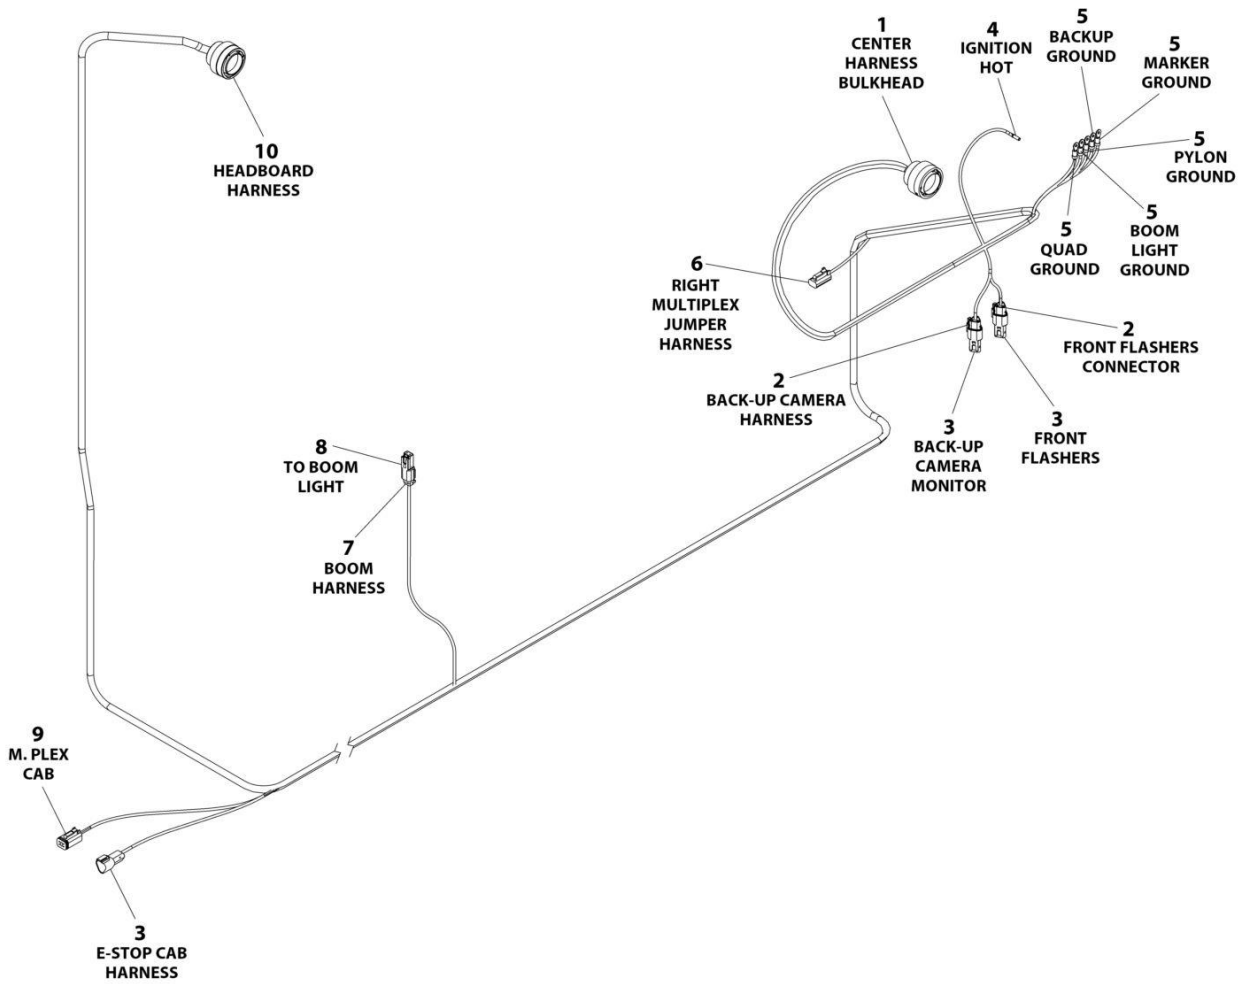 1
CENTER
HARNESS
BULKHEAD
4
IGNITION
HOT
5
BACKUP
GROUND
5
MARKER
GROUND
5
PYLON
GROUND
5
BOOM
LIGHT
GROUND
5
QUAD
GROUND
10
HEADBOARD
HARNESS
6
RIGHT
MULTIPLEX
JUMPER
HARNESS
2
FRONT FLASHERS
CONNECTOR
2
BACK-UP CAMERA
HARNESS
3
BACK-UP
CAMERA
MONITOR
3
FRONT
FLASHERS
8
TO BOOM
LIGHT
7
BOOM
HARNESS
9
M. PLEX
CAB
3
E-STOP CAB
HARNESS